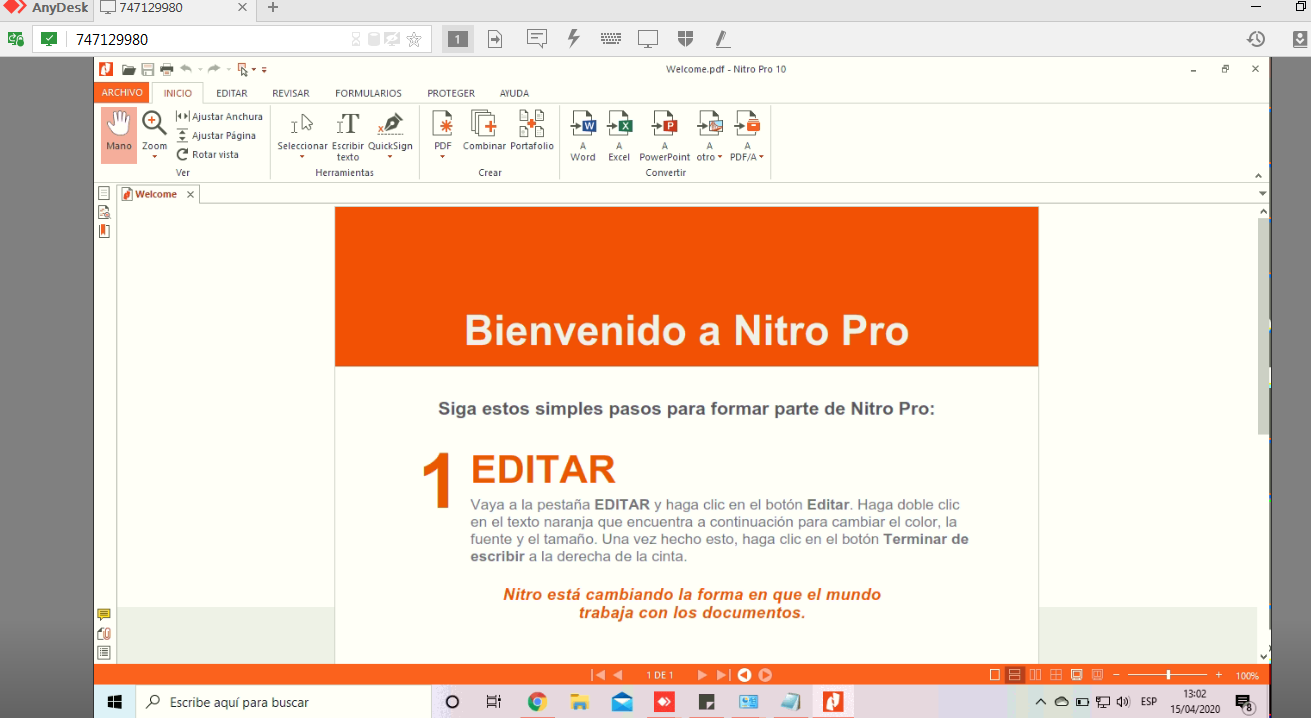 AnyDesk
747129980
747129980
1
Welcome.pdf - Nitro Pro 10
ARCHIVO INICIO EDITAR REVISAR FORMULARIOS PROTEGER AYUDA
Mano
Zoom
Ajustar Anchura
Ajustar Página
Rotar vista
Ver
Seleccionar
Escribir
texto
QuickSign
Herramientas
PDF
Combinar
Portafolio
Crear
A
Word
A
Excel
A
PowerPoint
A
otro
A
PDF/A
Convertir
Welcome
Bienvenido a Nitro Pro
Siga estos simples pasos para formar parte de Nitro Pro:
1 EDITAR
Vaya a la pestaña EDITAR y haga clic en el botón Editar. Haga doble clic
en el texto naranja que encuentra a continuación para cambiar el color, la
fuente y el tamaño. Una vez hecho esto, haga clic en el botón Terminar de
escribir a la derecha de la cinta.
Nitro está cambiando la forma en que el mundo
trabaja con los documentos.
1 DE 1
100%
Escribe aquí para buscar
ESP
13:02
15/04/2020
8